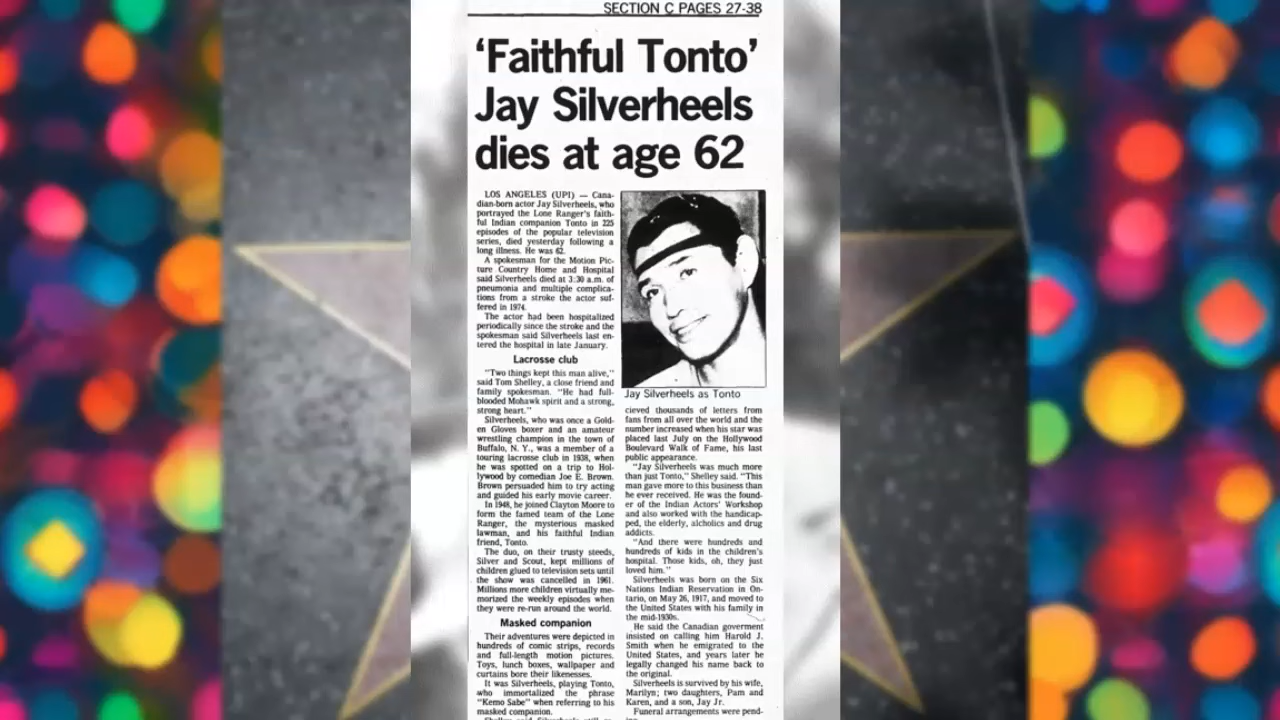 SECTION C PAGES 27-38
‘Faithful Tonto’
Jay Silverheels
dies at age 62
LOS ANGELES (UPI) — Cana-
dian-born actor Jay Silverheels, who
portrayed the Lone Ranger's faith-
ful Indian companion Tonto in 225
episodes of the popular television
series, died yesterday following a
long illness. He was 62.
A spokesman for the Motion Pic-
ture Country Home and Hospital
said Silverheels died at 3:30 a.m. of
pneumonia and multiple complica-
tions from a stroke the actor suf-
fered in 1974.
The actor had been hospitalized
periodically since the stroke and the
spokesman said Silverheels last en-
tered the hospital in late January.
Lacrosse club
"Two things kept this man alive,"
said Tom Shelley, a close friend and
family spokesman. "He had full-
blooded Mohawk spirit and a strong,
strong heart."
Silverheels, who was once a Gold-
en Gloves boxer and an amateur
wrestling champion in the town of
Buffalo, N. Y., was a member of a
touring lacrosse club in 1938, when
he was spotted on a trip to Hol-
lywood by comedian Joe E. Brown.
Brown persuaded him to try acting
and guided his early movie career.
In 1948, he joined Clayton Moore to
form the famed team of the Lone
Ranger, the mysterious masked
lawman, and his faithful Indian
friend, Tonto.
The duo, on their trusty steeds,
Silver and Scout, kept millions of
children glued to television sets until
the show was cancelled in 1961.
Millions more children virtually me-
morized the weekly episodes when
they were re-run around the world.
Masked companion
Their adventures were depicted in
hundreds of comic strips, records
and full-length motion pictures.
Toys, lunch boxes, wallpaper and
curtains bore their likenesses.
It was Silverheels, playing Tonto,
who immortalized the phrase
"Kemo Sabe" when referring to his
masked companion.
Jay Silverheels as Tonto
cieved thousands of letters from
fans from all over the world and the
number increased when his star was
placed last July on the Hollywood
Boulevard Walk of Fame, his last
public appearance.
"Jay Silverheels was much more
than just Tonto," Shelley said. "This
man gave more to this business than
he ever received. He was the found-
er of the Indian Actors' Workshop
and also worked with the handicap-
ped, the elderly, alcholics and drug
addicts.
"And there were hundreds and
hundreds of kids in the children's
hospital. Those kids, oh, they just
loved him."
Silverheels was born on the Six
Nations Indian Reservation in On-
tario, on May 26, 1917, and moved to
the United States with his family in
the mid-1930s.
He said the Canadian goverment
insisted on calling him Harold J.
Smith when he emigrated to the
United States, and years later he
legally changed his name back to
the original.
Silverheels is survived by his wife,
Marilyn; two daughters, Pam and
Karen, and a son, Jay Jr.
Funeral arrangements were pend-